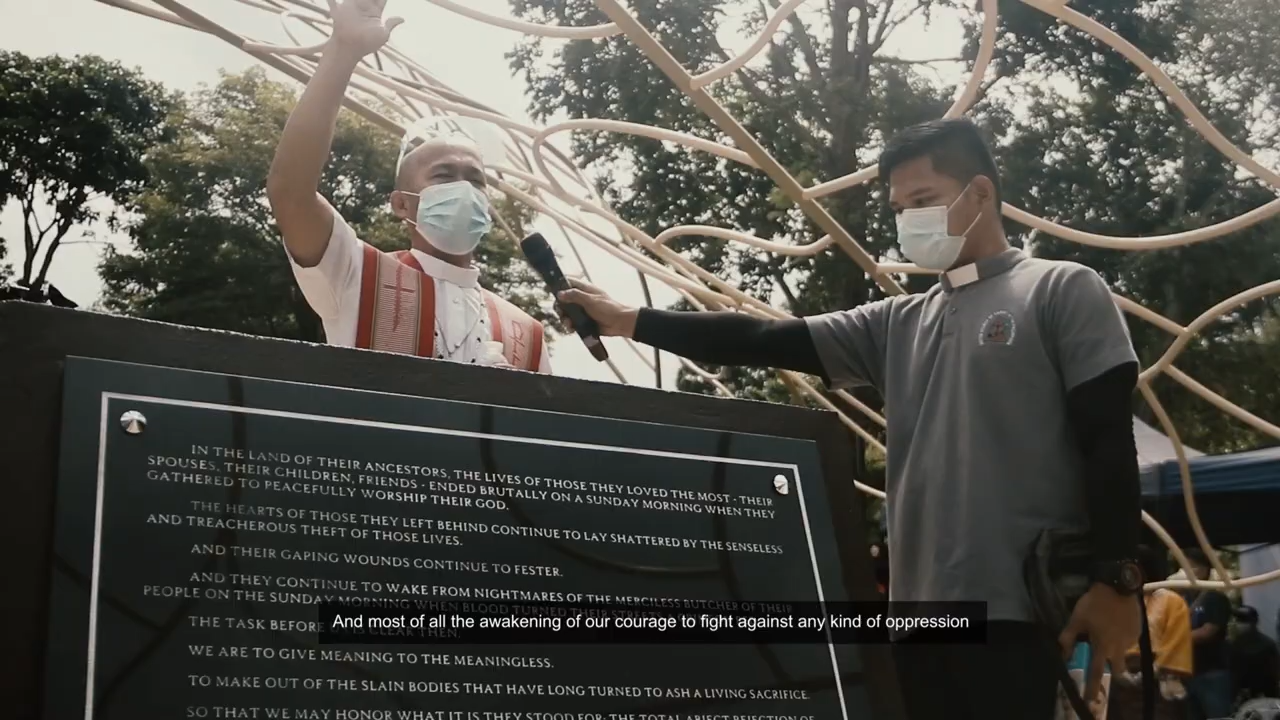 IN THE LAND OF THEIR ANCESTORS, THE LIVES OF THOSE THEY LOVED THE MOST - THEIR
SPOUSES, THEIR CHILDREN, FRIENDS - ENDED BRUTALLY ON A SUNDAY MORNING WHEN THEY
GATHERED TO PEACEFULLY WORSHIP THEIR GOD.
THE HEARTS OF THOSE THEY LEFT BEHIND CONTINUE TO LAY SHATTERED BY THE SENSELESS
AND TREACHEROUS THEFT OF THOSE LIVES.
AND THEIR GAPING WOUNDS CONTINUE TO FESTER.
AND THEY CONTINUE TO WAKE FROM NIGHTMARES OF THE MERCILESS BUTCHER OF THEIR
PEOPLE ON THE SUNDAY MORNING WHEN BLOOD TURNED THEIR STREETS
THE TASK BEFORE IS CLEAR THEN.
And most of all the awakening of our courage to fight against any kind of oppression
WE ARE TO GIVE MEANING TO THE MEANINGLESS.
TO MAKE OUT OF THE SLAIN BODIES THAT HAVE LONG TURNED TO ASH A LIVING SACRIFICE.
SO THAT WE MAY HONOR WHAT IT IS THEY STOOD FOR: THE TOTAL ABJECT REJECTION OF